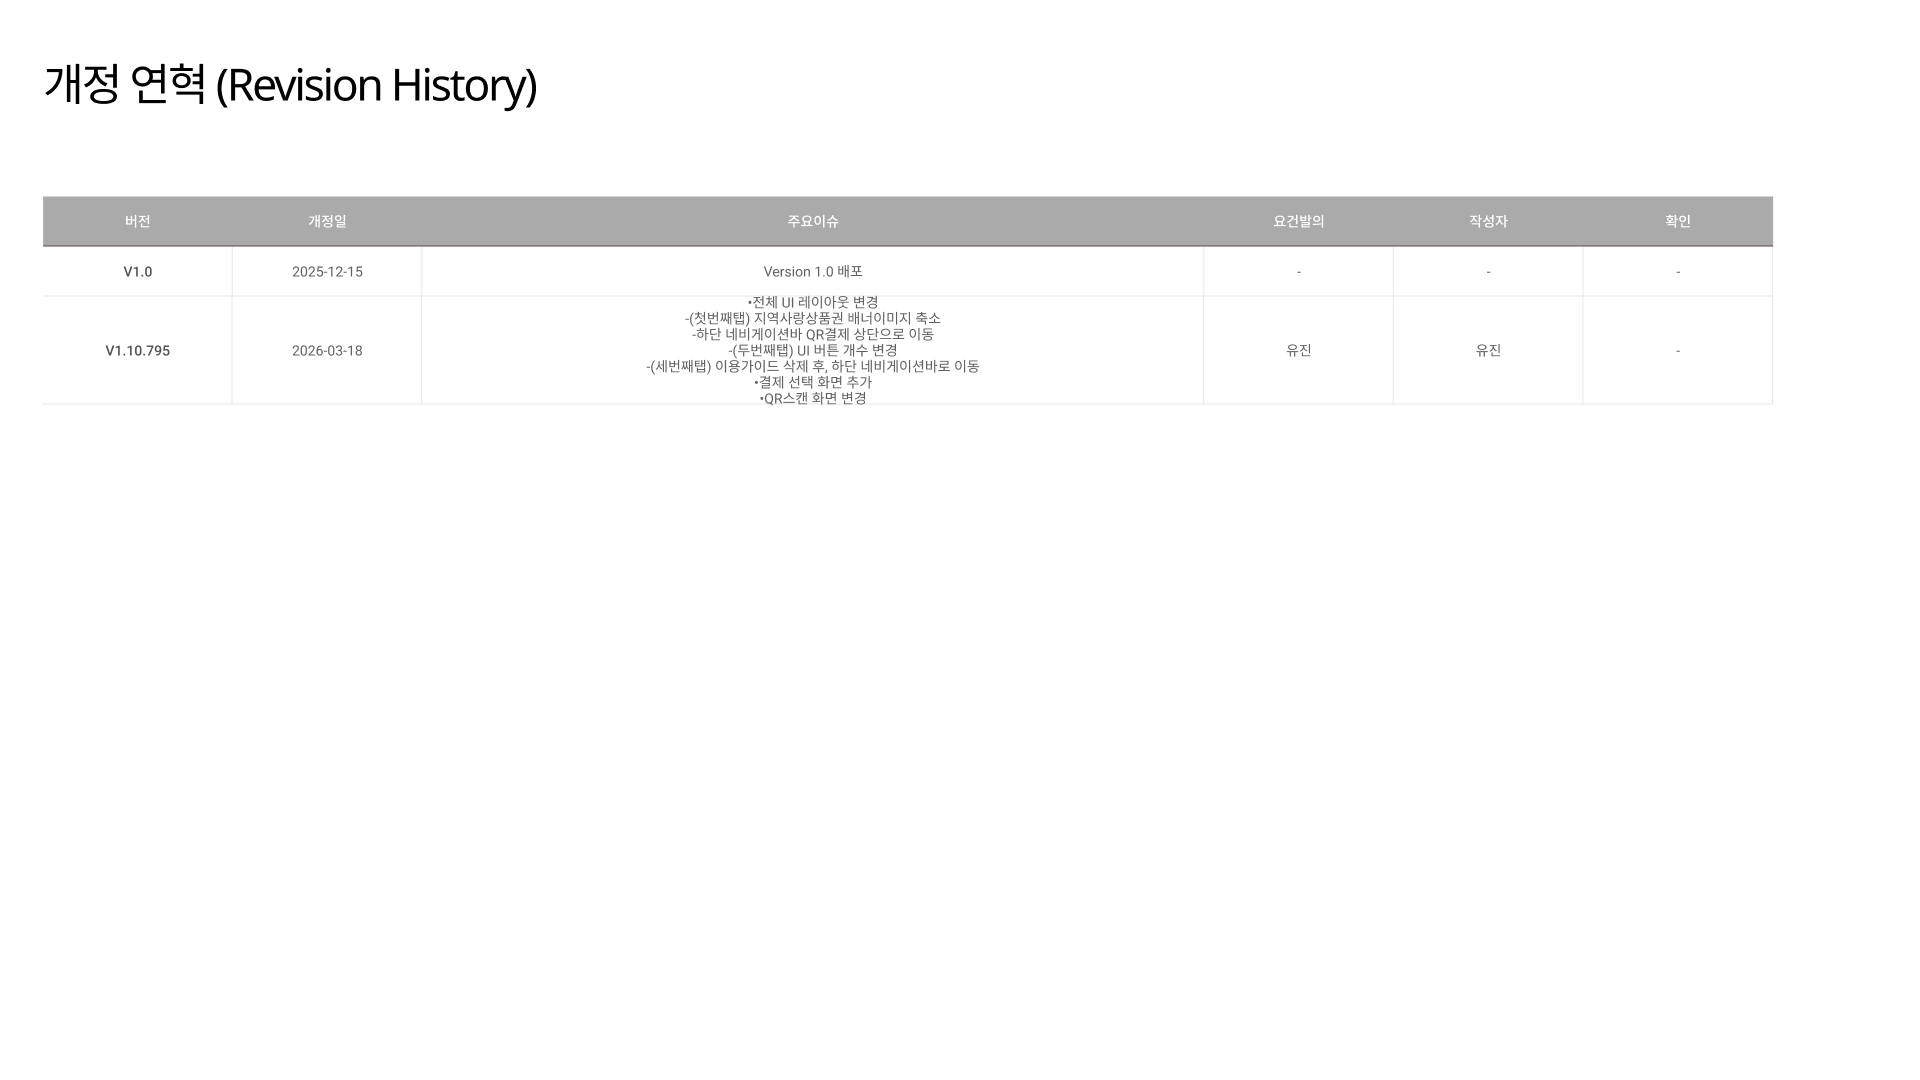 개정 연혁 (Revision History)
버전 개정일 주요이슈 요건발의 작성자 확인
V1.0 2025-12-15 Version 1.0 배포 - - -
•전체 UI 레이아웃 변경
-(첫번째탭) 지역사랑상품권 배너이미지 축소
-하단 네비게이션바 QR결제 상단으로 이동
V1.10.795 2026-03-18 -(두번째탭) UI 버튼 개수 변경 유진 유진 -
-(세번째탭) 이용가이드 삭제 후, 하단 네비게이션바로 이동
•결제 선택 화면 추가
•QR스캔 화면 변경